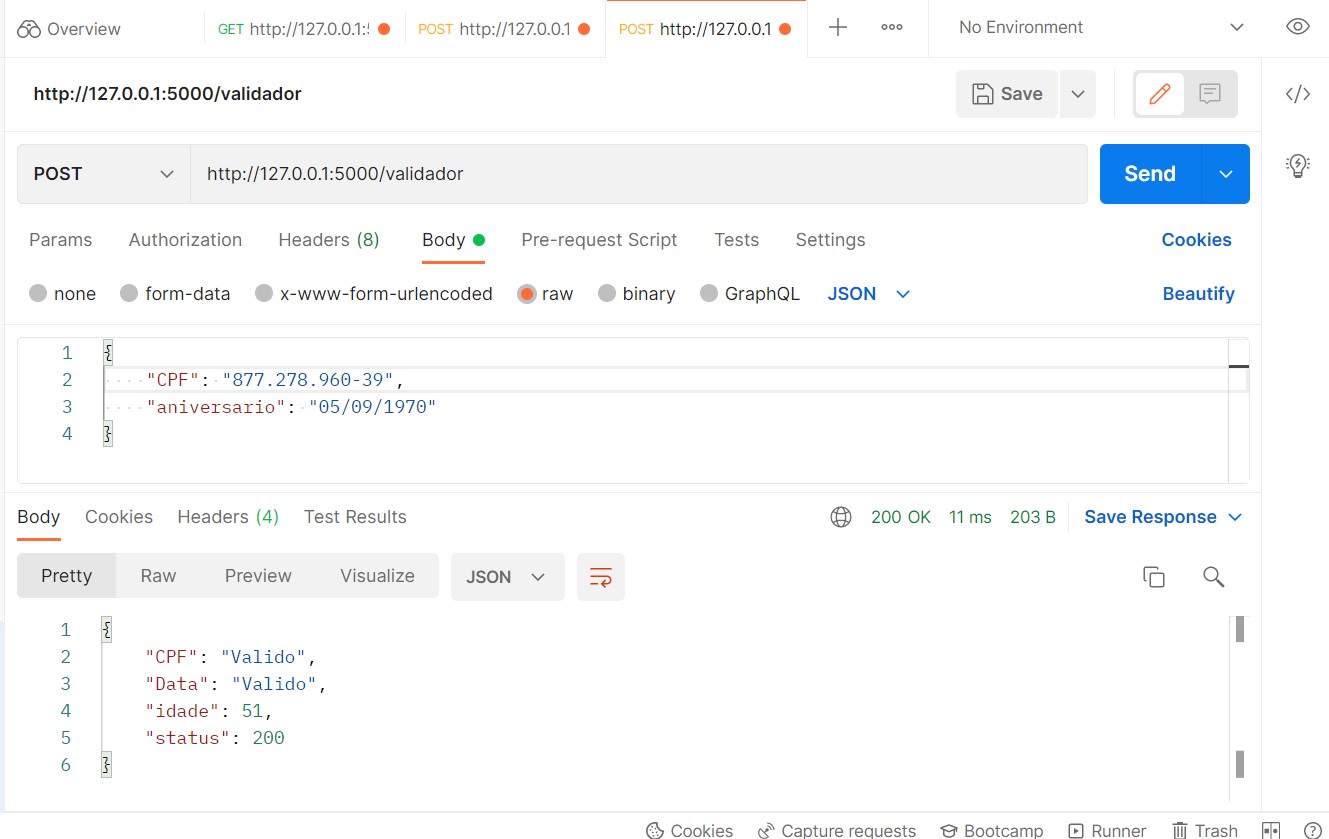 Overview
GET http://127.0.0.1:5
POST http://127.0.0.1
POST http://127.0.0.1
No Environment
http://127.0.0.1:5000/validador
Save
POST
http://127.0.0.1:5000/validador
Send
Params Authorization Headers (8) Body Pre-request Script Tests Settings Cookies
none form-data x-www-form-urlencoded raw binary GraphQL JSON Beautify
1 {
2 "CPF": "877.278.960-39",
3 "aniversario": "05/09/1970"
4 }
Body Cookies Headers (4) Test Results 200 OK 11 ms 203 B Save Response
Pretty Raw Preview Visualize JSON
1 {
2 "CPF": "Valido",
3 "Data": "Valido",
4 "idade": 51,
5 "status": 200
6 }
Cookies Capture requests Bootcamp Runner Trash